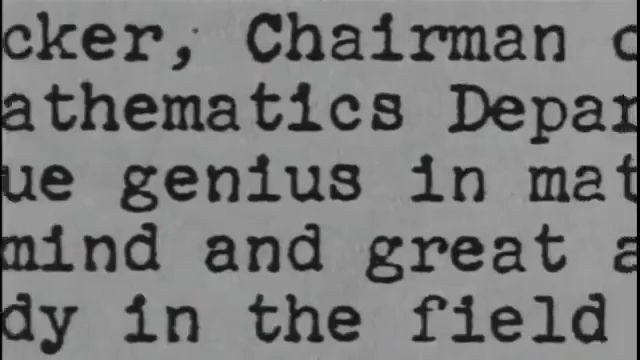 cker, Chairman o
athematics Depar
ue genius in mat
mind and great a
dy in the field